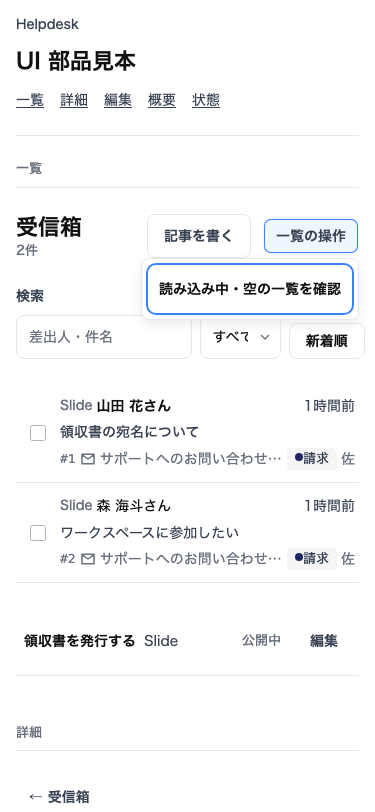 Helpdesk
UI 部品見本
一覧 詳細 編集 概要 状態
一覧
受信箱
2件
記事を書く
一覧の操作
読み込み中・空の一覧を確認
検索
差出人・件名
すべて
新着順
Slide 山田 花さん 1時間前
領収書の宛名について
#1 サポートへのお問い合わせ… 請求 佐
Slide 森 海斗さん 1時間前
ワークスペースに参加したい
#2 サポートへのお問い合わせ… 請求 佐
領収書を発行する Slide 公開中 編集
詳細
← 受信箱